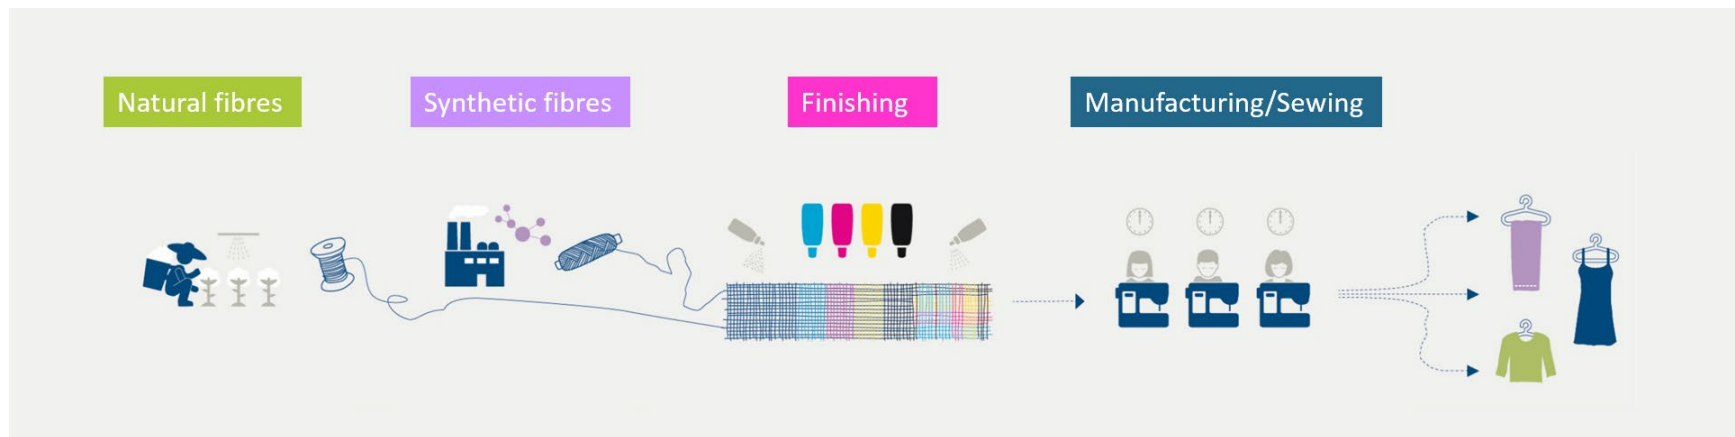 Natural fibres
Synthetic fibres
Finishing
Manufacturing/Sewing